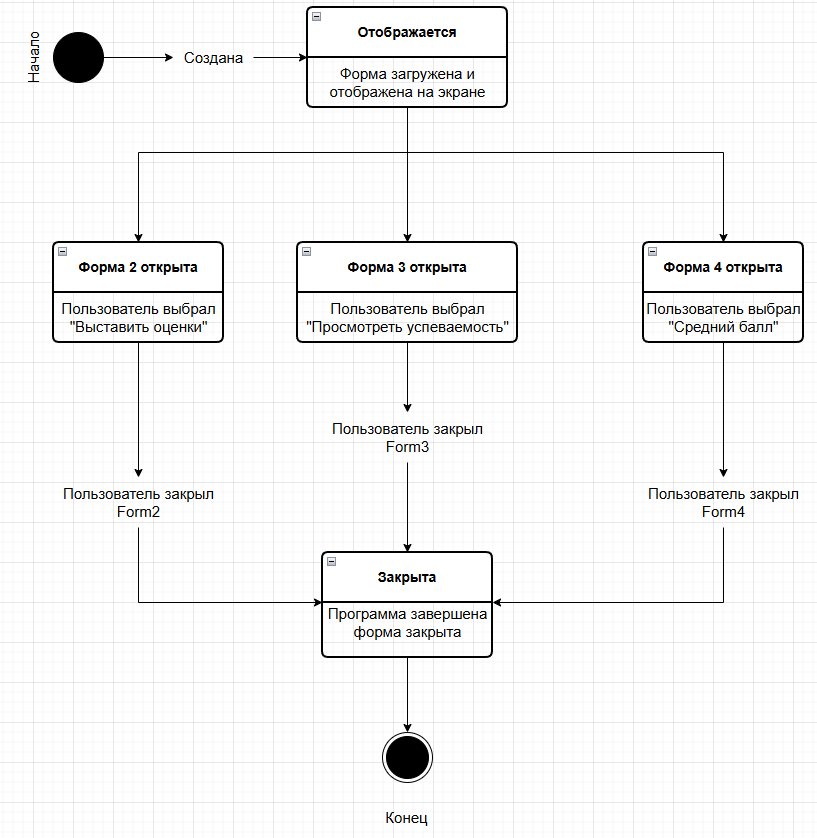 Начало
Создана
Отображается
Форма загружена и
отображена на экране
Форма 2 открыта
Пользователь выбрал
"Выставить оценки"
Форма 3 открыта
Пользователь выбрал
"Просмотреть успеваемость"
Форма 4 открыта
Пользователь выбрал
"Средний балл"
Пользователь закрыл
Form3
Пользователь закрыл
Form2
Пользователь закрыл
Form4
Закрыта
Программа завершена
форма закрыта
Конец